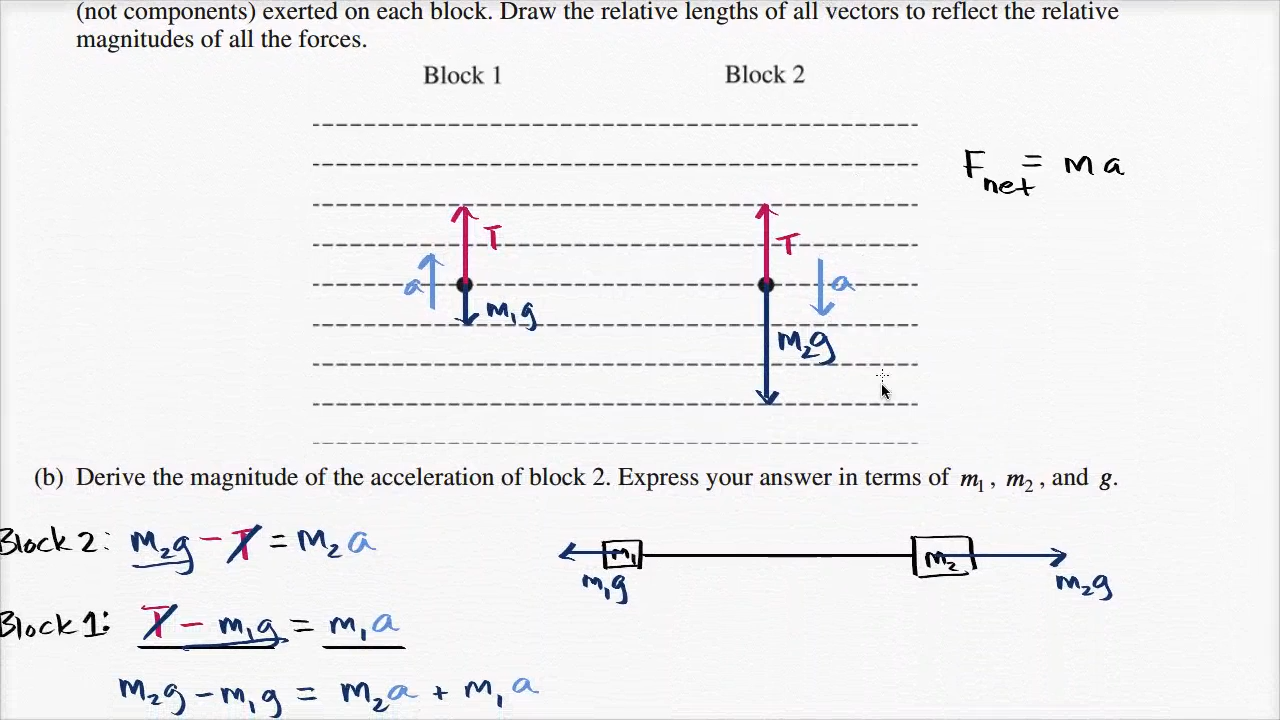 (not components) exerted on each block. Draw the relative lengths of all vectors to reflect the relative
magnitudes of all the forces.
Block 1 Block 2
F_net = m a
T T
a a
m₁g
m₂g
(b) Derive the magnitude of the acceleration of block 2. Express your answer in terms of m₁, m₂, and g.
Block 2: m₂g - T = m₂a
m₁ m₂
m₁g m₂g
Block 1: T - m₁g = m₁a
m₂g - m₁g = m₂a + m₁a